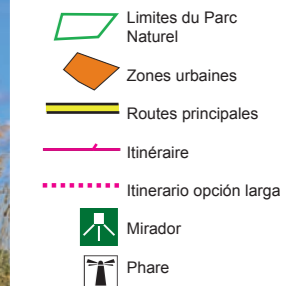 Limites du Parc
Naturel
Zones urbaines
Routes principales
Itinéraire
Itinerario opción larga
Mirador
Phare